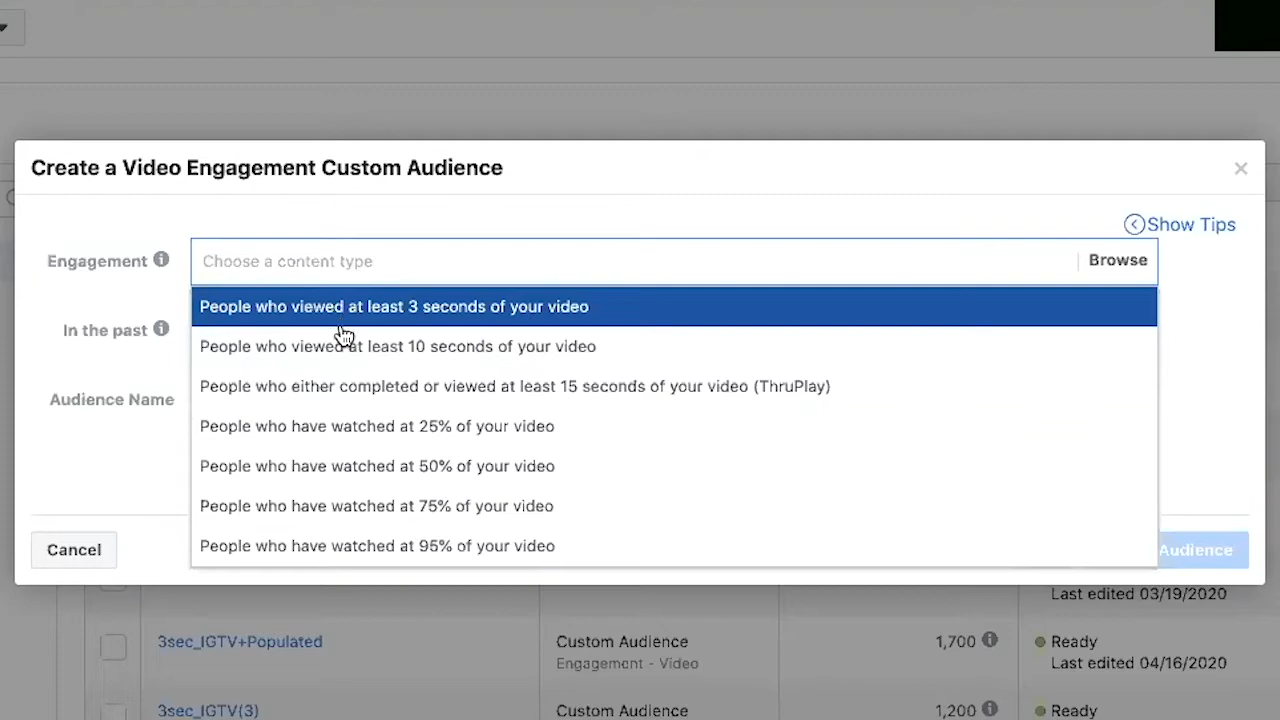 Create a Video Engagement Custom Audience
×
Show Tips
Engagement
Choose a content type
Browse
People who viewed at least 3 seconds of your video
In the past
People who viewed at least 10 seconds of your video
People who either completed or viewed at least 15 seconds of your video (ThruPlay)
Audience Name
People who have watched at 25% of your video
People who have watched at 50% of your video
People who have watched at 75% of your video
People who have watched at 95% of your video
Cancel
Audience
Last edited 03/19/2020
3sec_IGTV+Populated
Custom Audience
1,700
Ready
Engagement - Video
Last edited 04/16/2020
3sec_IGTV(3)
Custom Audience
1,200
Ready